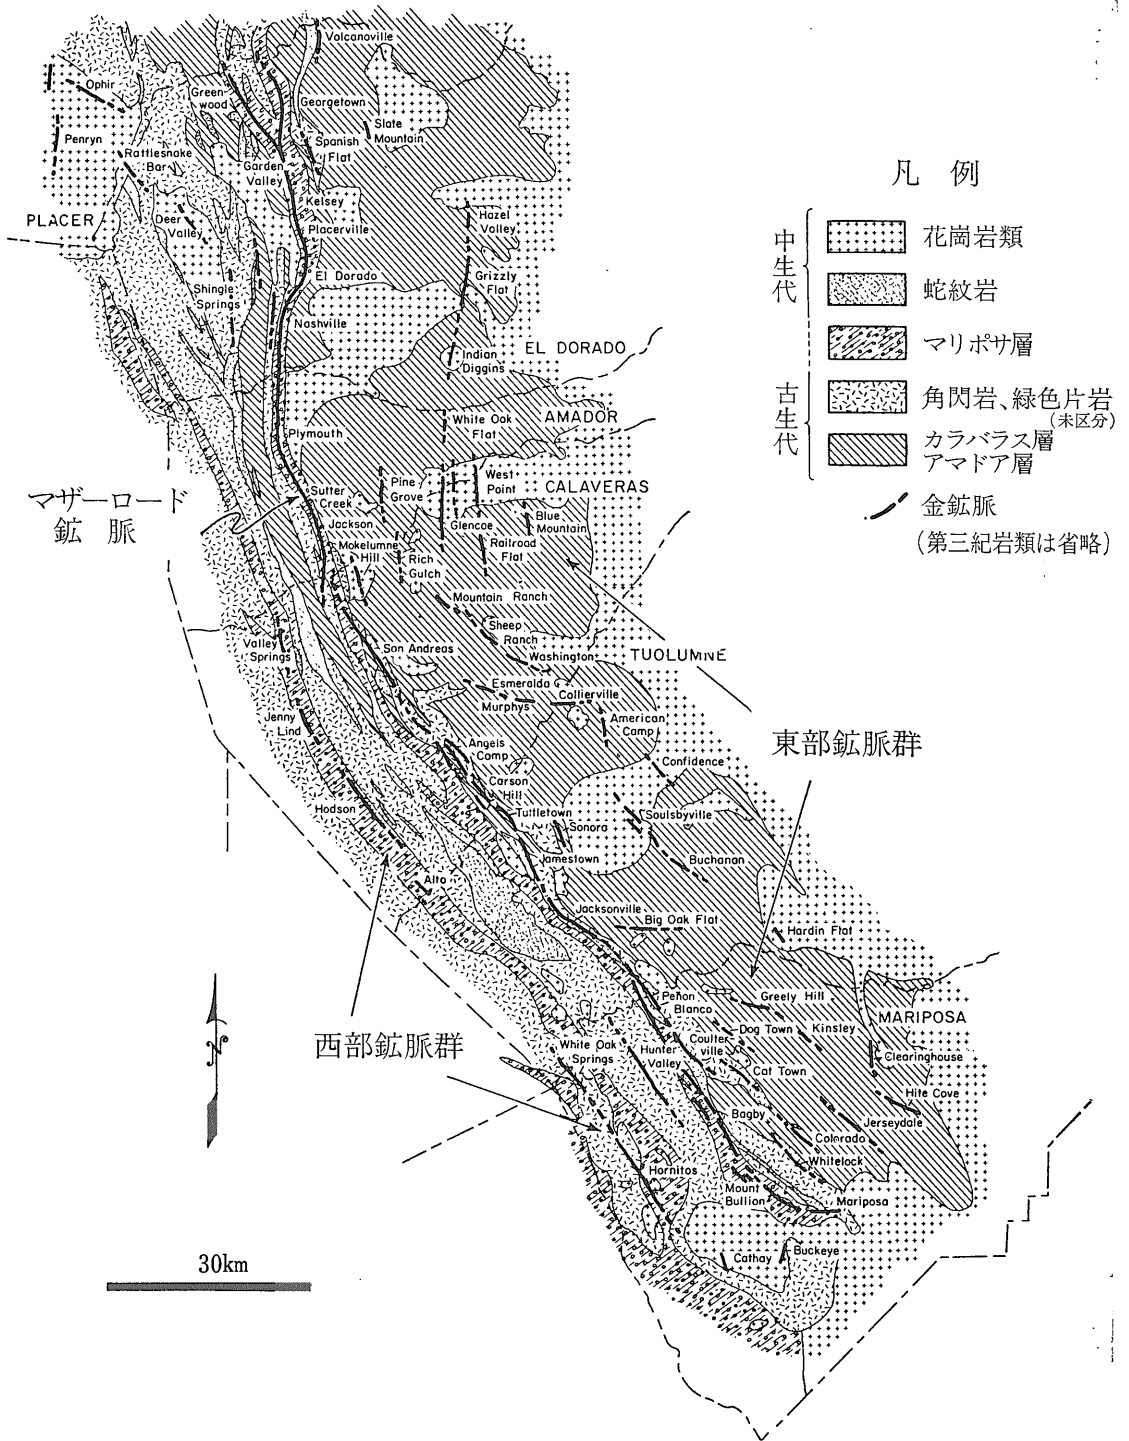 Volcanoville
Ophir
Green-
wood
Georgetown
Slate
Mountain
Penryn
Spanish
Flat
Rattlesnake
Bar
Garden
Valley
Kelsey
PLACER
Deer
Valley
Placerville
Hazel
Valley
El Dorado
Grizzly
Flat
Shingle
Springs
Nashville
EL DORADO
Indian
Diggins
AMADOR
White Oak
Flat
Plymouth
マザーロード
鉱脈
Sutter
Creek
Pine
Grove
West
Point
CALAVERAS
Jackson
Glencoe
Blue
Mountain
Mokelumne
Hill
Rich
Gulch
Railroad
Flat
Mountain Ranch
Sheep
Ranch
Valley
Springs
San Andreas
Washington
TUOLUMNE
Esmeralda
Collierville
Murphys
Jenny
Lind
American
Camp
東部鉱脈群
Angels
Camp
Confidence
Carson
Hill
Hodson
Tuttletown
Sonora
Soulsbyville
Jamestown
Buchanan
Alto
Jacksonville
Big Oak Flat
Hardin Flat
Penon
Blanco
Greely Hill
MARIPOSA
西部鉱脈群
White Oak
Springs
Hunter
Valley
Coulter
ville
Dog Town
Kinsley
Clearinghouse
Cat Town
Hite Cove
Bagby
Jerseydale
Colorado
Whitelock
Hornitos
Mount
Bullion
Mariposa
Cathay
Buckeye
N
30km
凡例
中生代
花崗岩類
蛇紋岩
マリポサ層
古生代
角閃岩、緑色片岩
(未区分)
カラバラス層
アマドア層
金鉱脈
(第三紀岩類は省略)